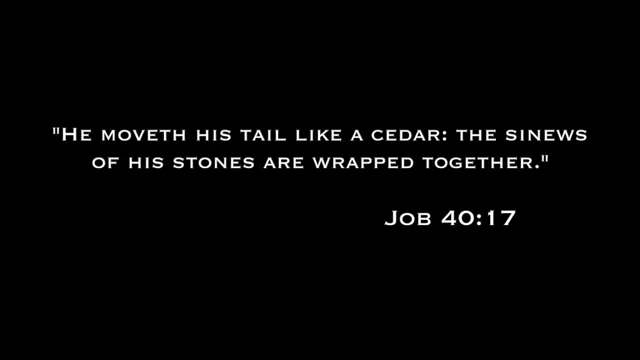 "He moveth his tail like a cedar: the sinews
of his stones are wrapped together."
Job 40:17